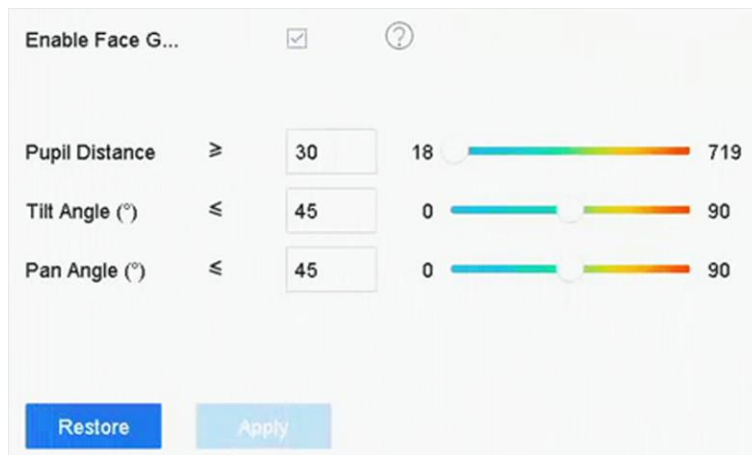 Enable Face G... ?
Pupil Distance ≥ 30 18 719
Tilt Angle (°) ≤ 45 0 90
Pan Angle (°) ≤ 45 0 90
Restore Apply